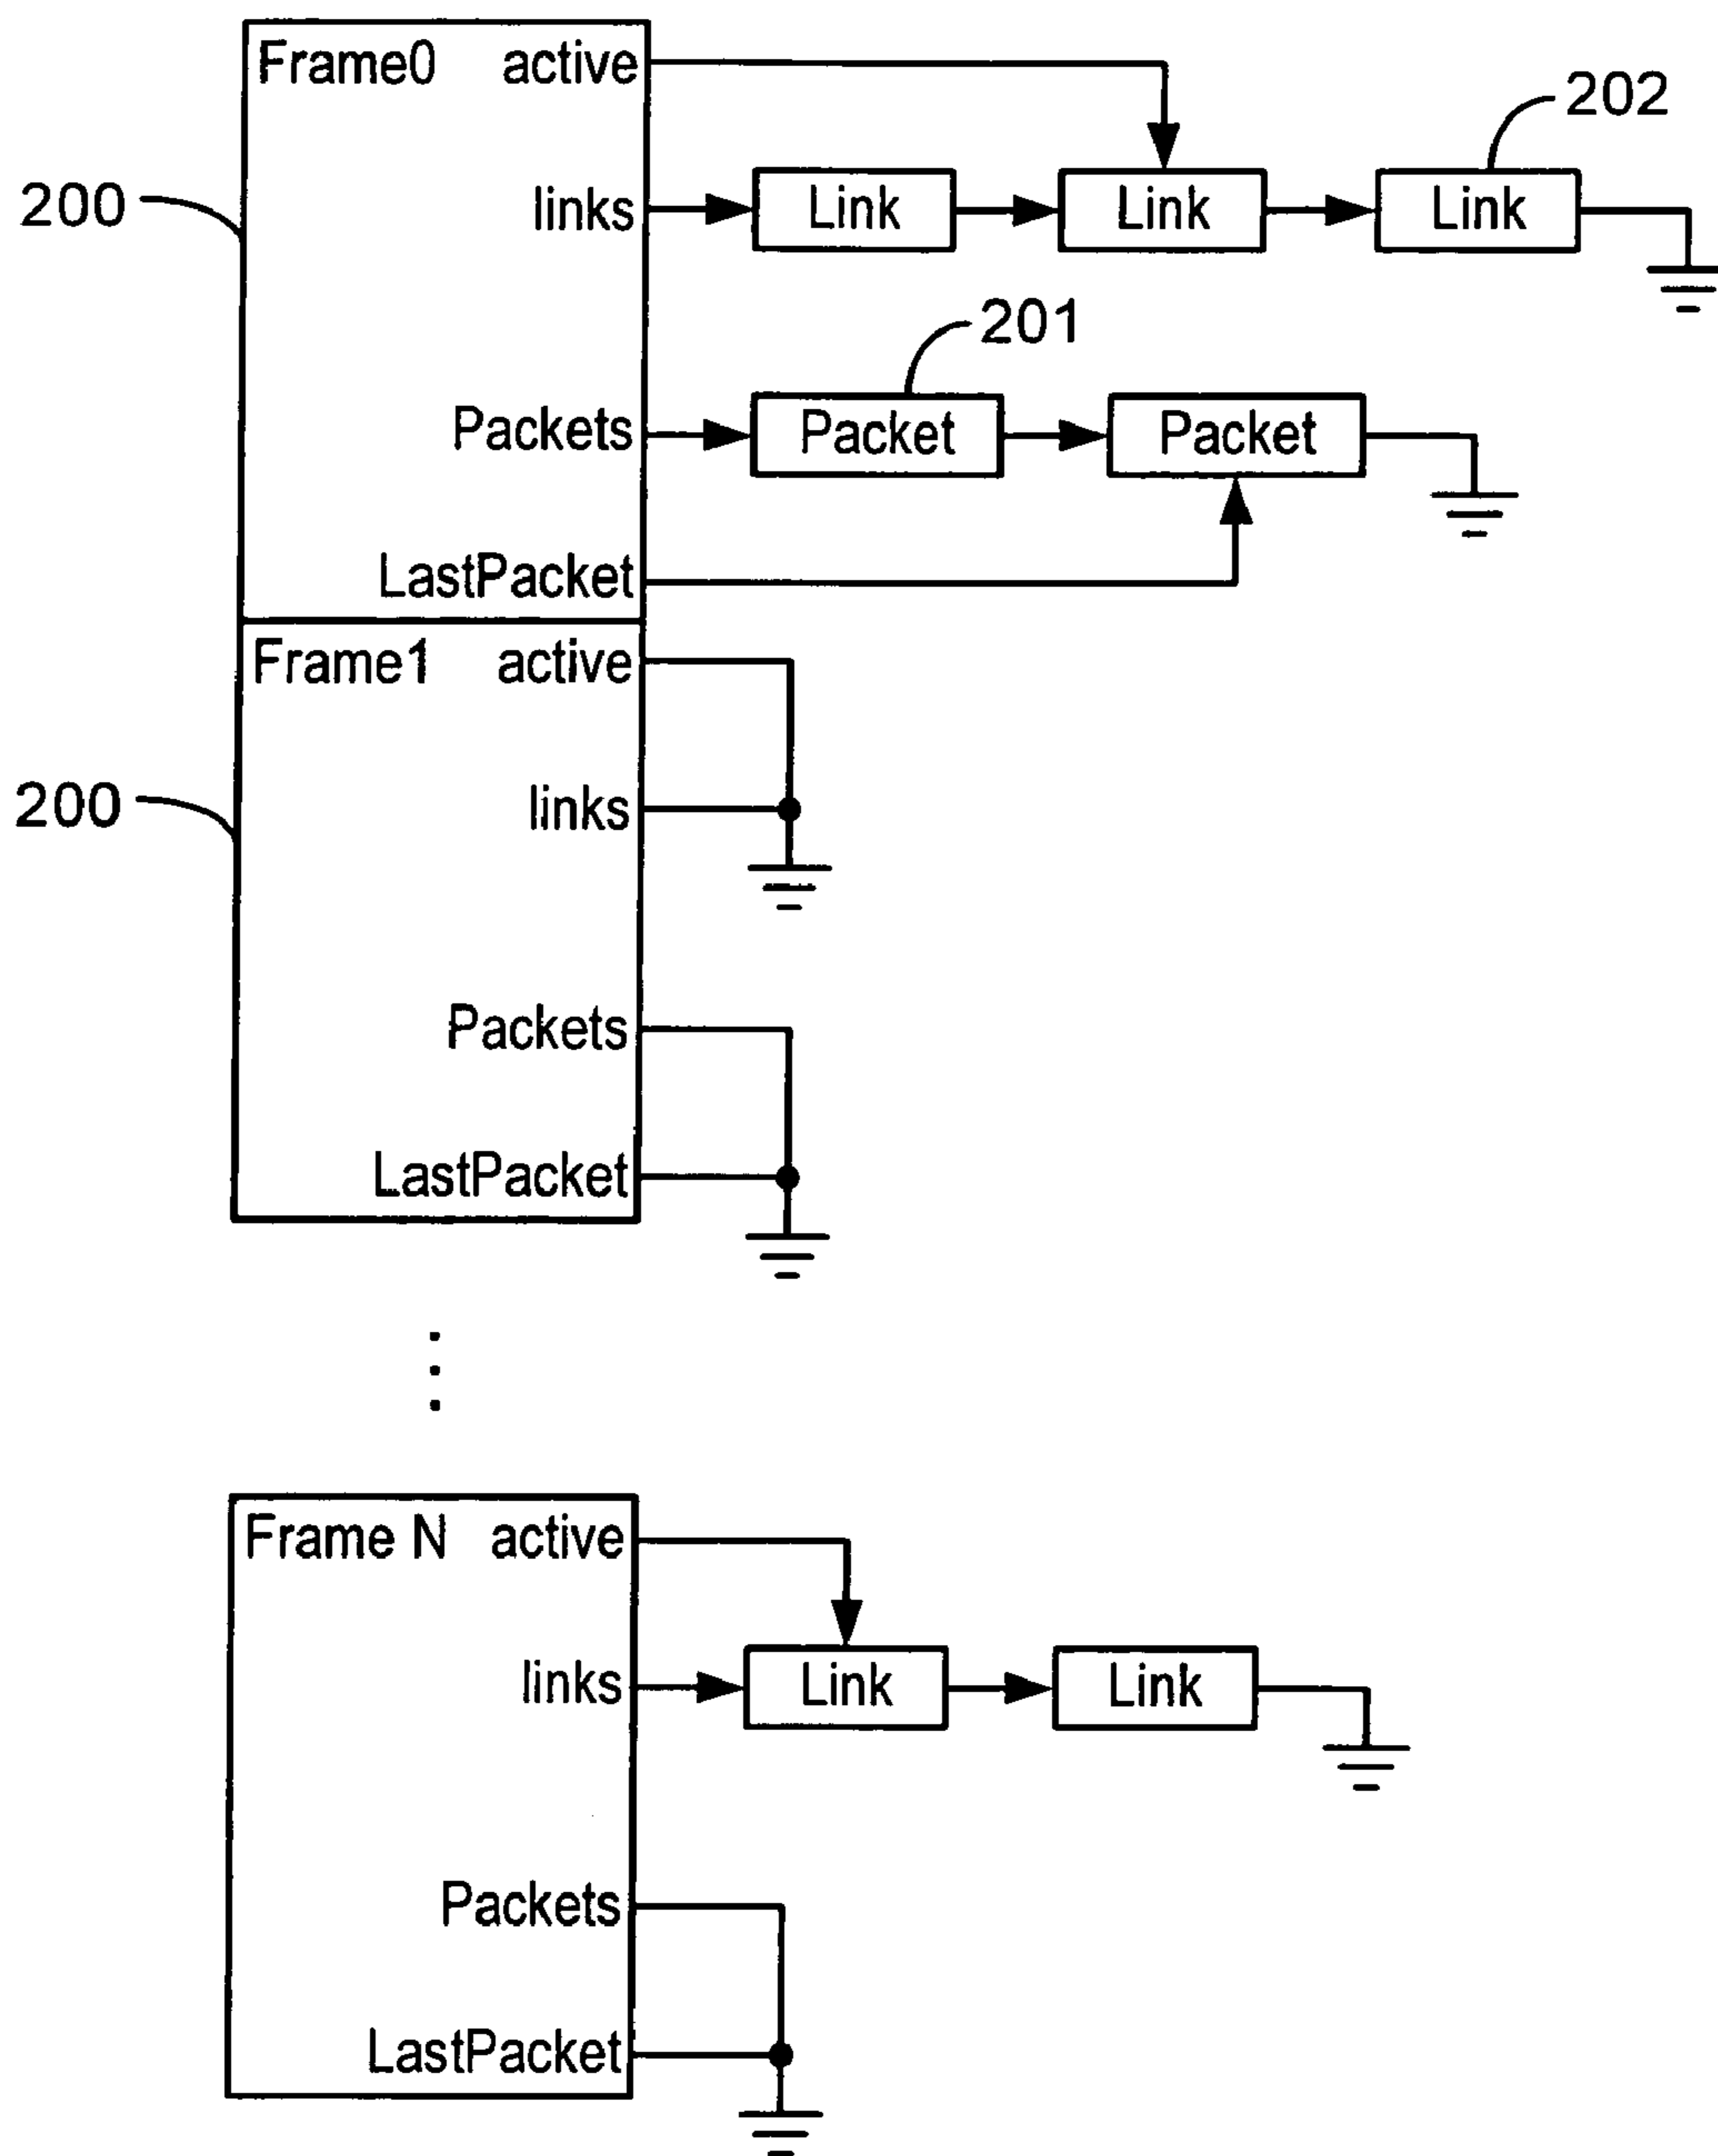 Frame0 active
202
200
links
Link
Link
Link
201
Packets
Packet
Packet
LastPacket
Frame1 active
200
links
Packets
LastPacket
Frame N active
links
Link
Link
Packets
LastPacket